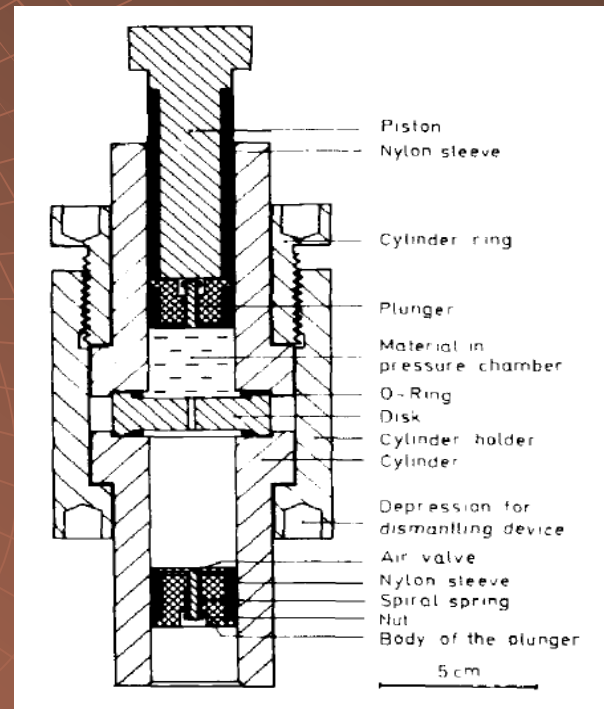 Piston
Nylon sleeve
Cylinder ring
Plunger
Material in
pressure chamber
O-Ring
Disk
Cylinder holder
Cylinder
Depression for
dismantling device
Air valve
Nylon sleeve
Spiral spring
Nut
Body of the plunger
5 cm